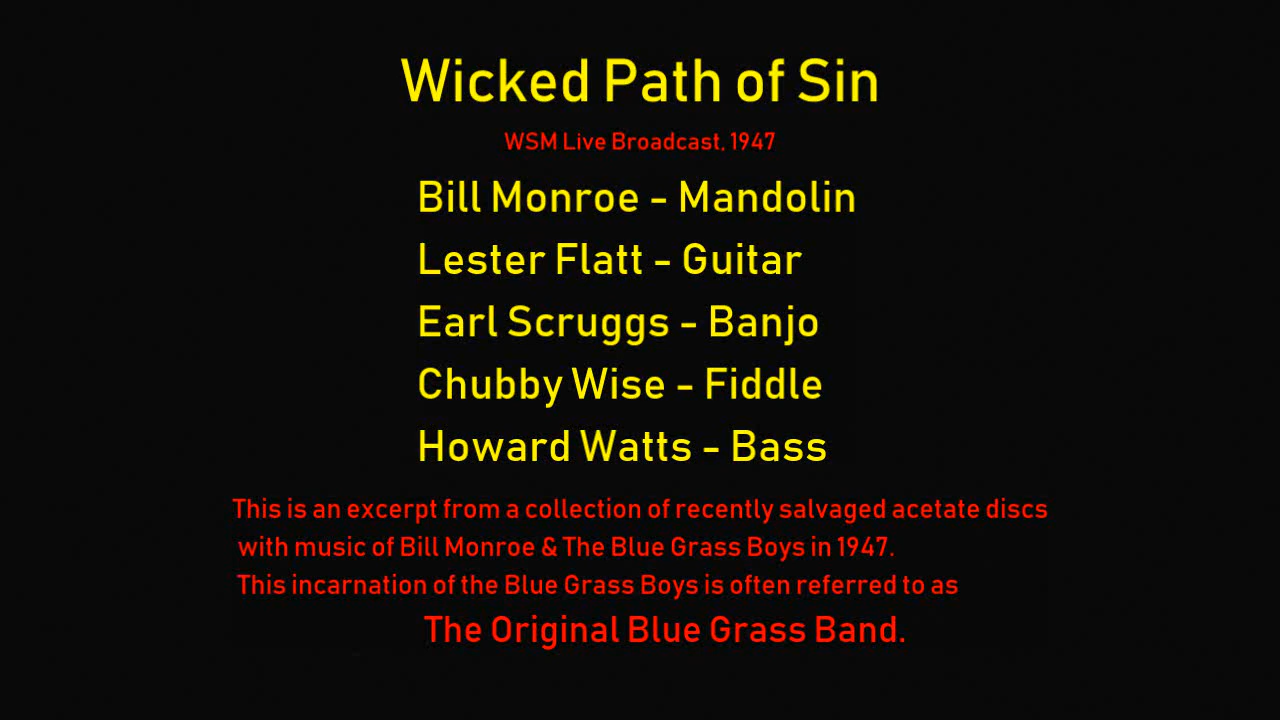 Wicked Path of Sin
WSM Live Broadcast, 1947
Bill Monroe - Mandolin
Lester Flatt - Guitar
Earl Scruggs - Banjo
Chubby Wise - Fiddle
Howard Watts - Bass
This is an excerpt from a collection of recently salvaged acetate discs
with music of Bill Monroe & The Blue Grass Boys in 1947.
This incarnation of the Blue Grass Boys is often referred to as
The Original Blue Grass Band.